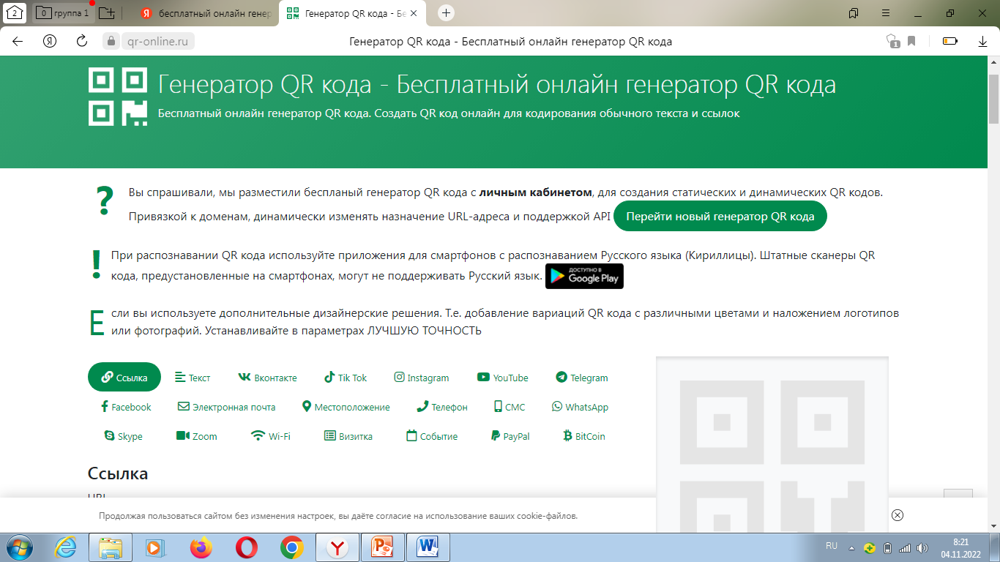 2
0 группа 1
бесплатный онлайн генер
Генератор QR кода - Бе
qr-online.ru
Генератор QR кода - Бесплатный онлайн генератор QR кода
1
Генератор QR кода - Бесплатный онлайн генератор QR кода
Бесплатный онлайн генератор QR кода. Создать QR код онлайн для кодирования обычного текста и ссылок
? Вы спрашивали, мы разместили беспланый генератор QR кода с личным кабинетом, для создания статических и динамических QR кодов.
Привязкой к доменам, динамически изменять назначение URL-адреса и поддержкой API Перейти новый генератор QR кода
! При распознавании QR кода используйте приложения для смартфонов с распознаванием Русского языка (Кириллицы). Штатные сканеры QR
кода, предустановленные на смартфонах, могут не поддерживать Русский язык. ДОСТУПНО В Google Play
Если вы используете дополнительные дизайнерские решения. Т.е. добавление вариаций QR кода с различными цветами и наложением логотипов
или фотографий. Устанавливайте в параметрах ЛУЧШУЮ ТОЧНОСТЬ
Ссылка Текст Вконтакте Tik Tok Instagram YouTube Telegram
Facebook Электронная почта Местоположение Телефон СМС WhatsApp
Skype Zoom Wi-Fi Визитка Событие PayPal BitCoin
Ссылка
URL
Продолжая пользоваться сайтом без изменения настроек, вы даёте согласие на использование ваших cookie-файлов.
RU
8:21
04.11.2022